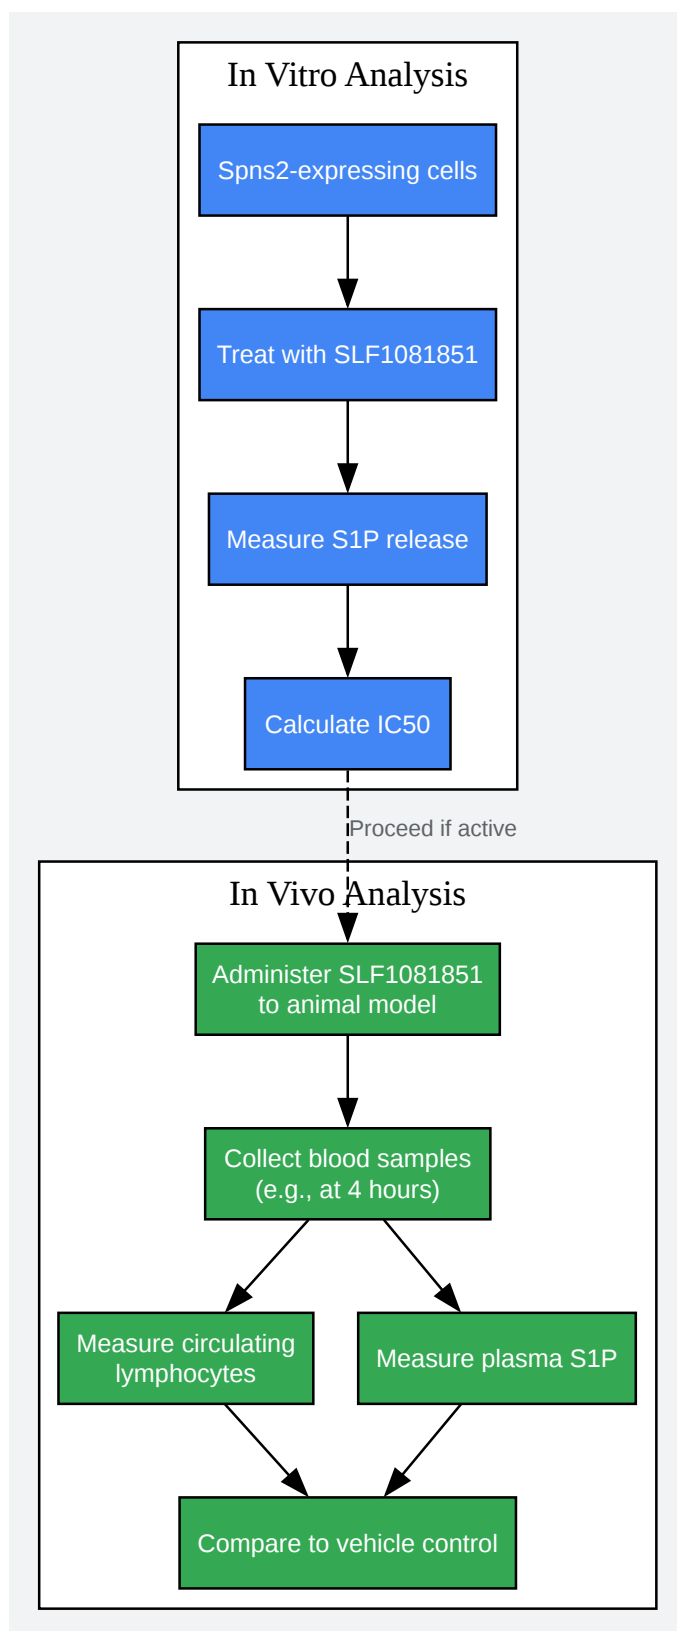 In Vitro Analysis
Spns2-expressing cells
Treat with SLF1081851
Measure S1P release
Calculate IC50
Proceed if active
In Vivo Analysis
Administer SLF1081851
to animal model
Collect blood samples
(e.g., at 4 hours)
Measure circulating
lymphocytes
Measure plasma S1P
Compare to vehicle control